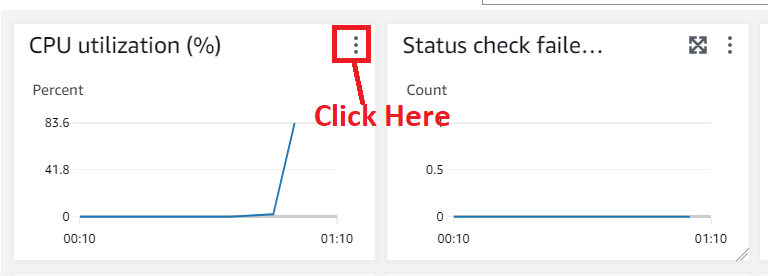 CPU utilization (%)
Percent
83.6
41.8
0
00:10
01:10
Click Here
Status check faile...
Count
0.5
0
00:10
01:10